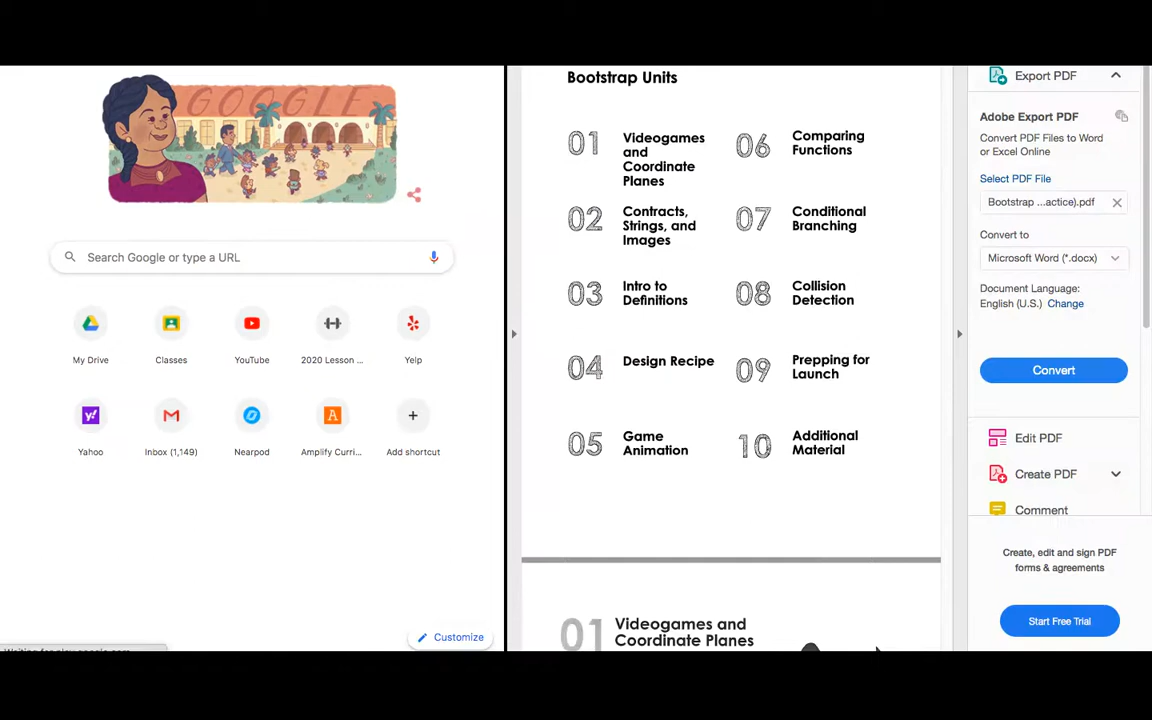 GOOGLE
Search Google or type a URL
My Drive
Classes
YouTube
2020 Lesson ...
Yelp
Yahoo
Inbox (1,149)
Nearpod
Amplify Curri...
Add shortcut
Customize
Bootstrap Units
01
Videogames
and
Coordinate
Planes
06
Comparing
Functions
02
Contracts,
Strings, and
Images
07
Conditional
Branching
03
Intro to
Definitions
08
Collision
Detection
04
Design Recipe
09
Prepping for
Launch
05
Game
Animation
10
Additional
Material
01
Videogames and
Coordinate Planes
Export PDF
Adobe Export PDF
Convert PDF Files to Word
or Excel Online
Select PDF File
Bootstrap ...actice).pdf
Convert to
Microsoft Word (*.docx)
Document Language:
English (U.S.) Change
Convert
Edit PDF
Create PDF
Comment
Create, edit and sign PDF
forms & agreements
Start Free Trial